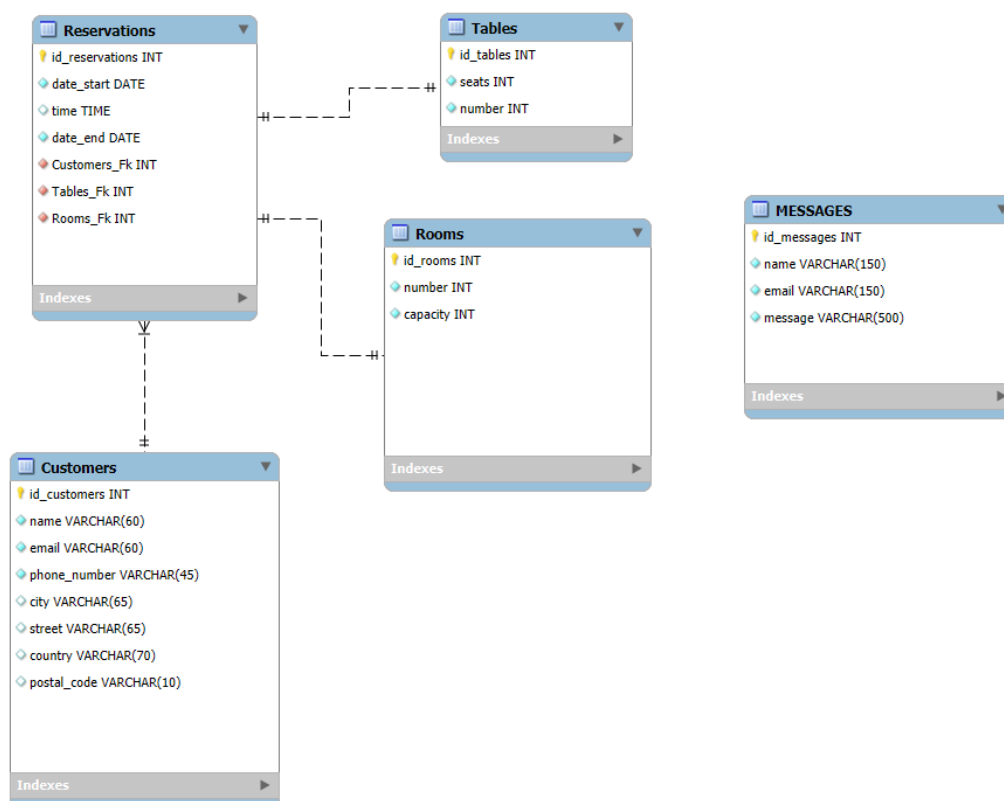 Reservations
id_reservations INT
date_start DATE
time TIME
date_end DATE
Customers_Fk INT
Tables_Fk INT
Rooms_Fk INT
Indexes
Tables
id_tables INT
seats INT
number INT
Indexes
Rooms
id_rooms INT
number INT
capacity INT
Indexes
MESSAGES
id_messages INT
name VARCHAR(150)
email VARCHAR(150)
message VARCHAR(500)
Indexes
Customers
id_customers INT
name VARCHAR(60)
email VARCHAR(60)
phone_number VARCHAR(45)
city VARCHAR(65)
street VARCHAR(65)
country VARCHAR(70)
postal_code VARCHAR(10)
Indexes